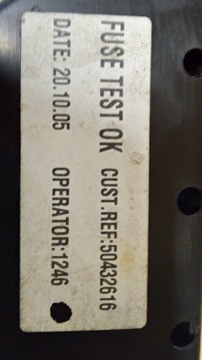 FUSE TEST OK CUST.REF:50432616
DATE: 20.10.05 OPERATOR:1246